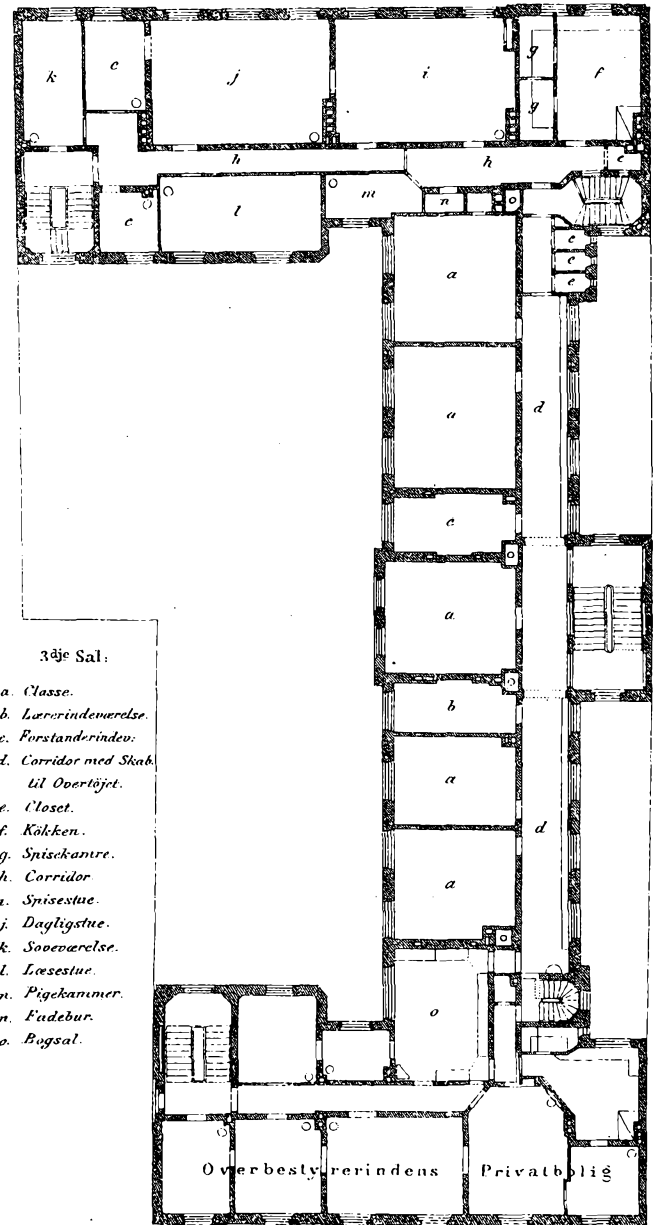 k
c
j
i
g
g
f
h
h
e
c
l
m
n
a
e
e
e
a
d
c
a
b
a
d
a
o
3dje Sal:
a. Classe.
b. Lærerindeværelse.
c. Forstanderindev:
d. Corridor med Skab.
til Overtöjet.
e. Closet.
f. Kökken.
g. Spisekamre.
h. Corridor
i. Spisestue.
j. Dagligstue.
k. Soveværelse.
l. Læsestue.
m. Pigekammer.
n. Fadebur.
o. Bogsal.
Overbestyrerindens Privatbolig